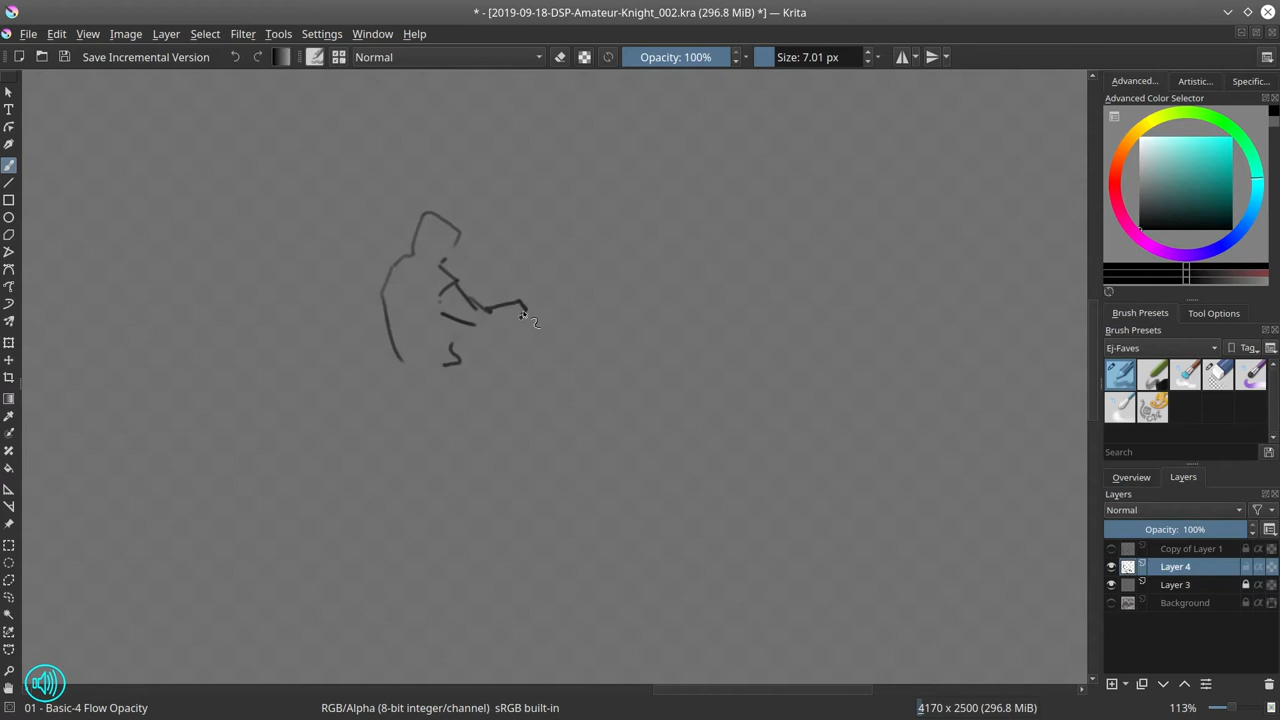 * - [2019-09-18-DSP-Amateur-Knight_002.kra (296.8 MiB) *] — Krita
File Edit View Image Layer Select Filter Tools Settings Window Help
Save Incremental Version Normal Opacity: 100% Size: 7.01 px
Advanced... Artistic... Specific...
Advanced Color Selector
Brush Presets Tool Options
Brush Presets
Ej-Faves Tag
Search
Overview Layers
Layers
Normal
Opacity: 100%
Copy of Layer 1
Layer 4
Layer 3
Background
01 - Basic-4 Flow Opacity RGB/Alpha (8-bit integer/channel) sRGB built-in 4170 x 2500 (296.8 MiB) 113%